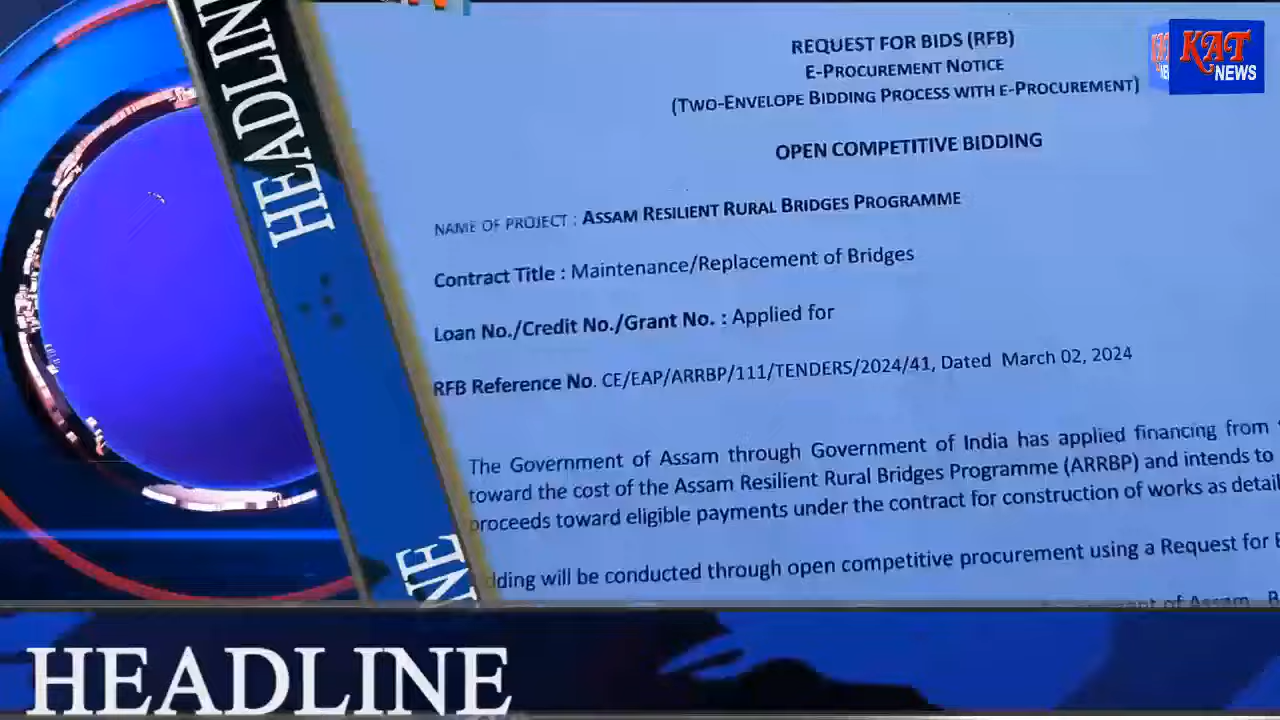 HEADLINE
REQUEST FOR BIDS (RFB)
E-PROCUREMENT NOTICE
(TWO-ENVELOPE BIDDING PROCESS WITH E-PROCUREMENT)
OPEN COMPETITIVE BIDDING
NAME OF PROJECT : ASSAM RESILIENT RURAL BRIDGES PROGRAMME
Contract Title : Maintenance/Replacement of Bridges
Loan No./Credit No./Grant No. : Applied for
RFB Reference No. CE/EAP/ARRBP/111/TENDERS/2024/41, Dated March 02, 2024
The Government of Assam through Government of India has applied financing from
toward the cost of the Assam Resilient Rural Bridges Programme (ARRBP) and intends to
proceeds toward eligible payments under the contract for construction of works as detail
dding will be conducted through open competitive procurement using a Request for
of Assam
KAT
NEWS
NE
HEADLINE